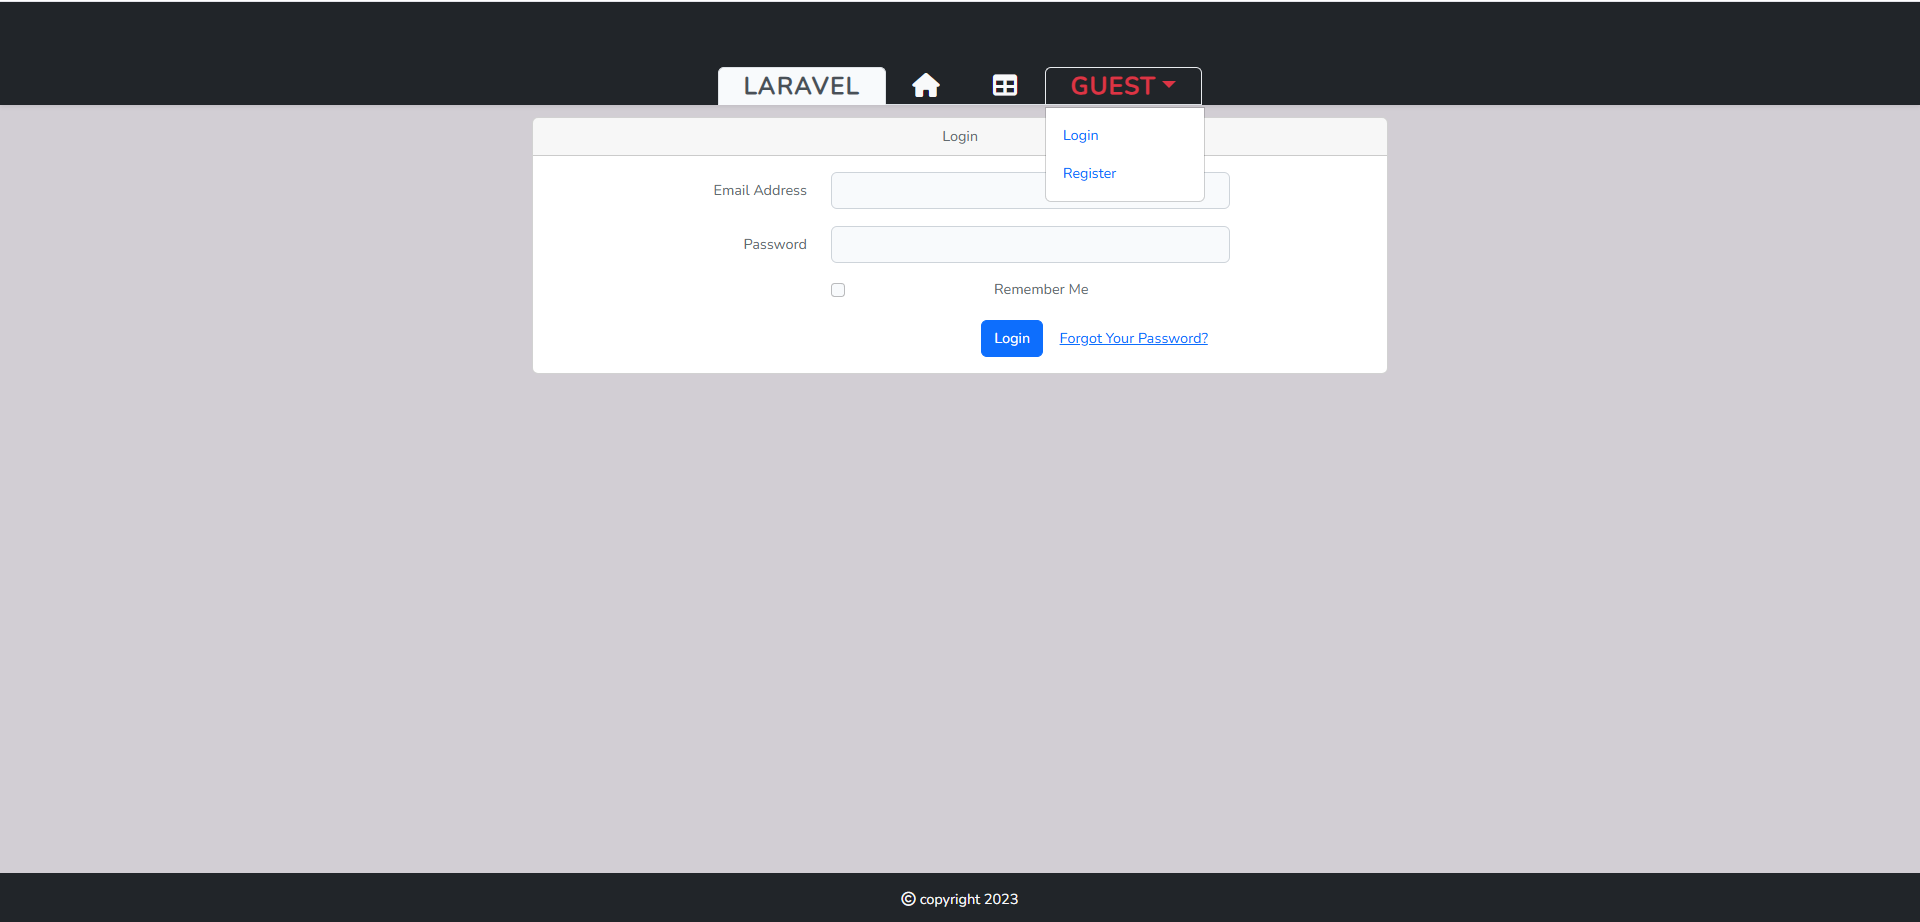 LARAVEL GUEST
Login
Login
Register
Email Address
Password
Remember Me
Login Forgot Your Password?
© copyright 2023